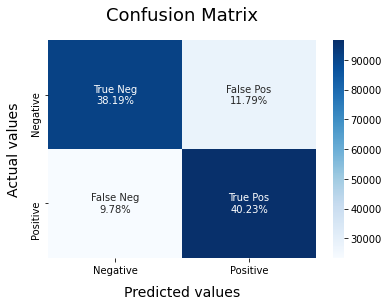 Confusion Matrix
Actual values
Negative
Positive
True Neg
38.19%
False Pos
11.79%
False Neg
9.78%
True Pos
40.23%
Negative
Positive
Predicted values
90000
80000
70000
60000
50000
40000
30000